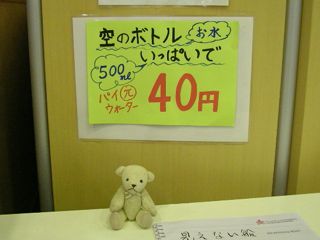 空のボトル
お水
いっぱいで
500ml
パイ元
ウォーター
40円
見えない